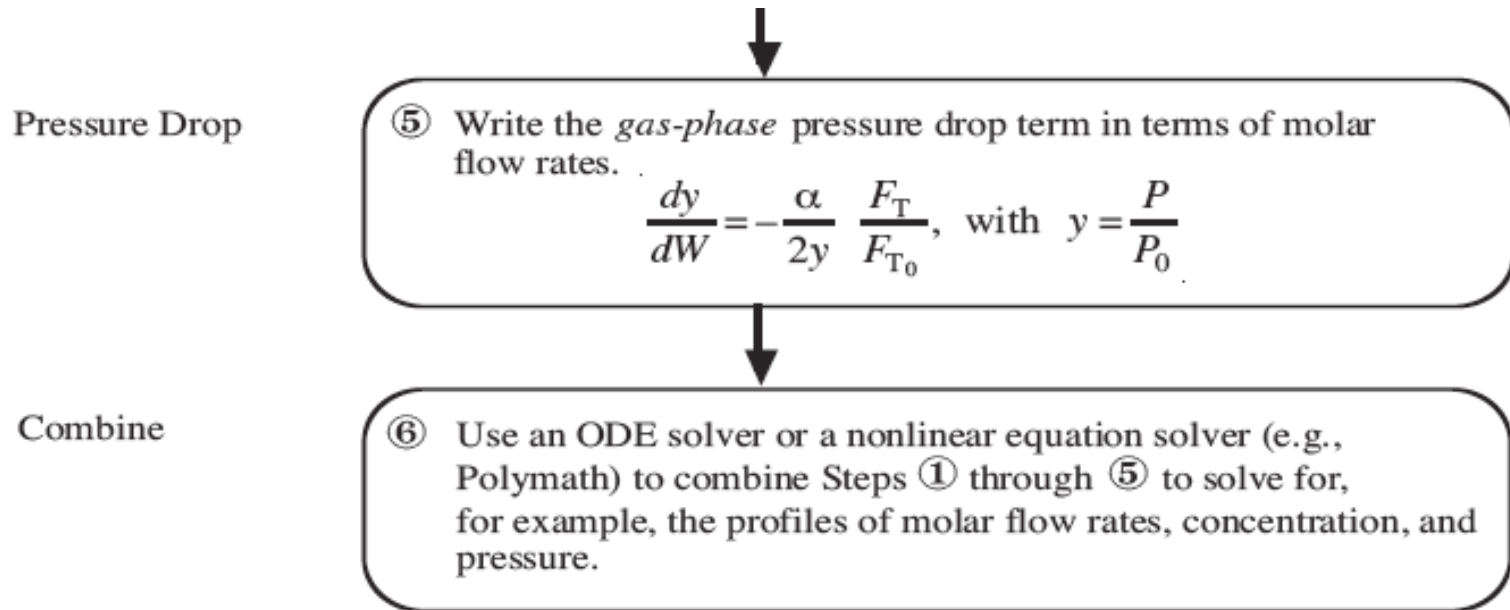 Pressure Drop
⑤ Write the gas-phase pressure drop term in terms of molar
flow rates.
dy/dW = −α/2y F_T/F_T₀, with y = P/P₀
Combine
⑥ Use an ODE solver or a nonlinear equation solver (e.g.,
Polymath) to combine Steps ① through ⑤ to solve for,
for example, the profiles of molar flow rates, concentration, and
pressure.